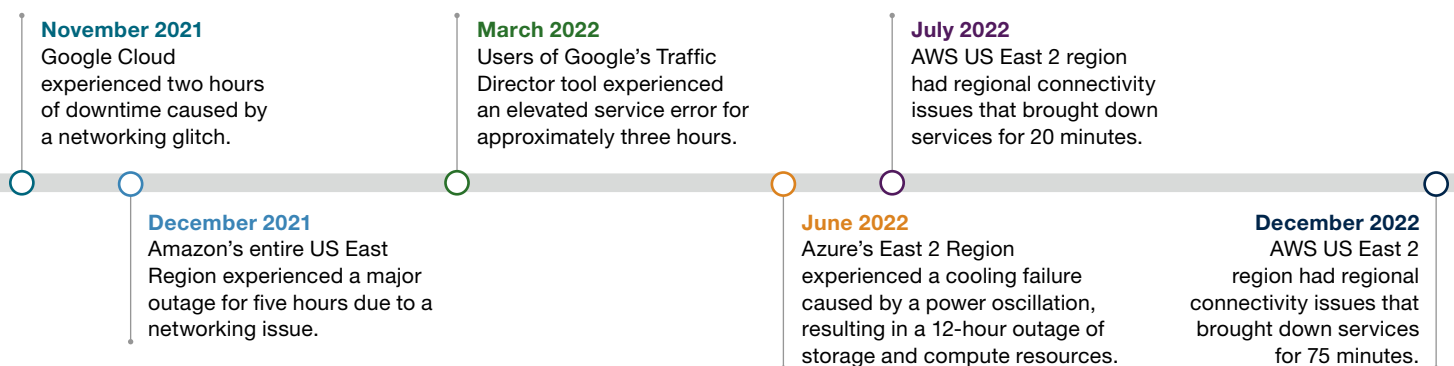 November 2021
Google Cloud
experienced two hours
of downtime caused by
a networking glitch.
March 2022
Users of Google’s Traffic
Director tool experienced
an elevated service error for
approximately three hours.
July 2022
AWS US East 2 region
had regional connectivity
issues that brought down
services for 20 minutes.
December 2021
Amazon’s entire US East
Region experienced a major
outage for five hours due to a
networking issue.
June 2022
Azure’s East 2 Region
experienced a cooling failure
caused by a power oscillation,
resulting in a 12-hour outage of
storage and compute resources.
December 2022
AWS US East 2
region had regional
connectivity issues that
brought down services
for 75 minutes.